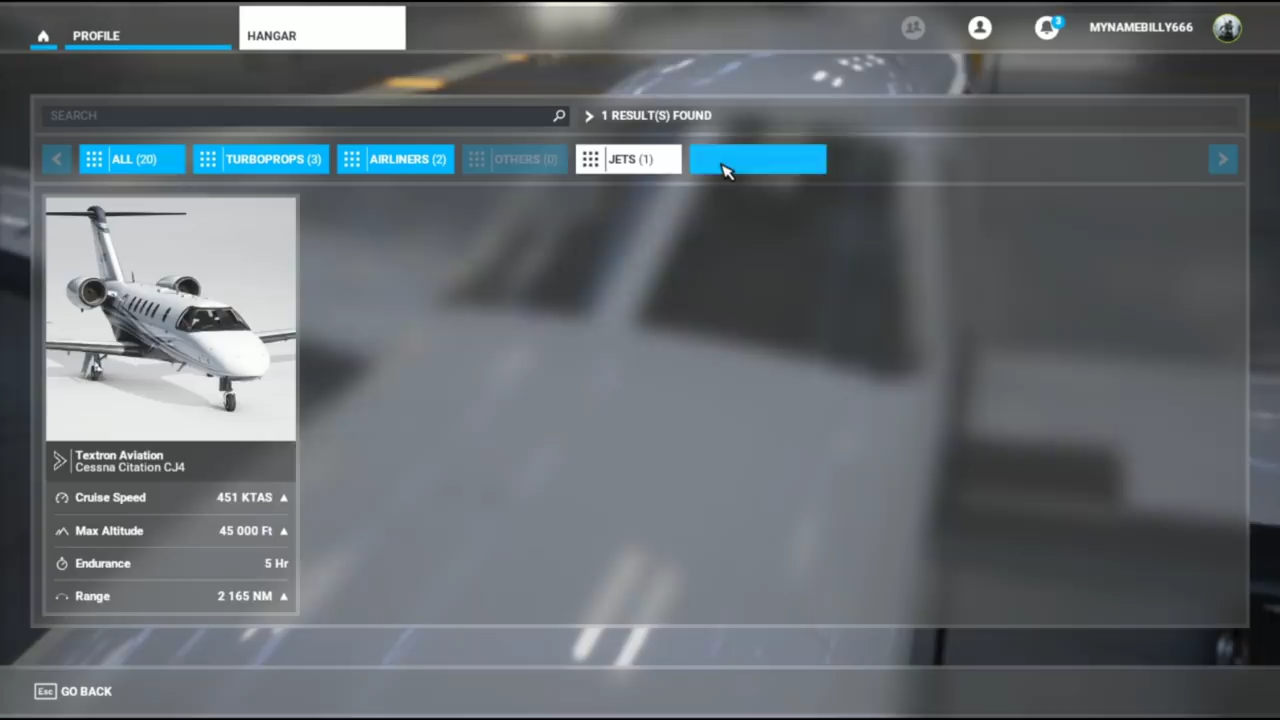 PROFILE
HANGAR
3
MYNAMEBILLY666
SEARCH
1 RESULT(S) FOUND
ALL (20)
TURBOPROPS (3)
AIRLINERS (2)
OTHERS (0)
JETS (1)
Textron Aviation
Cessna Citation CJ4
Cruise Speed 451 KTAS
Max Altitude 45 000 Ft
Endurance 5 Hr
Range 2 165 NM
Esc GO BACK